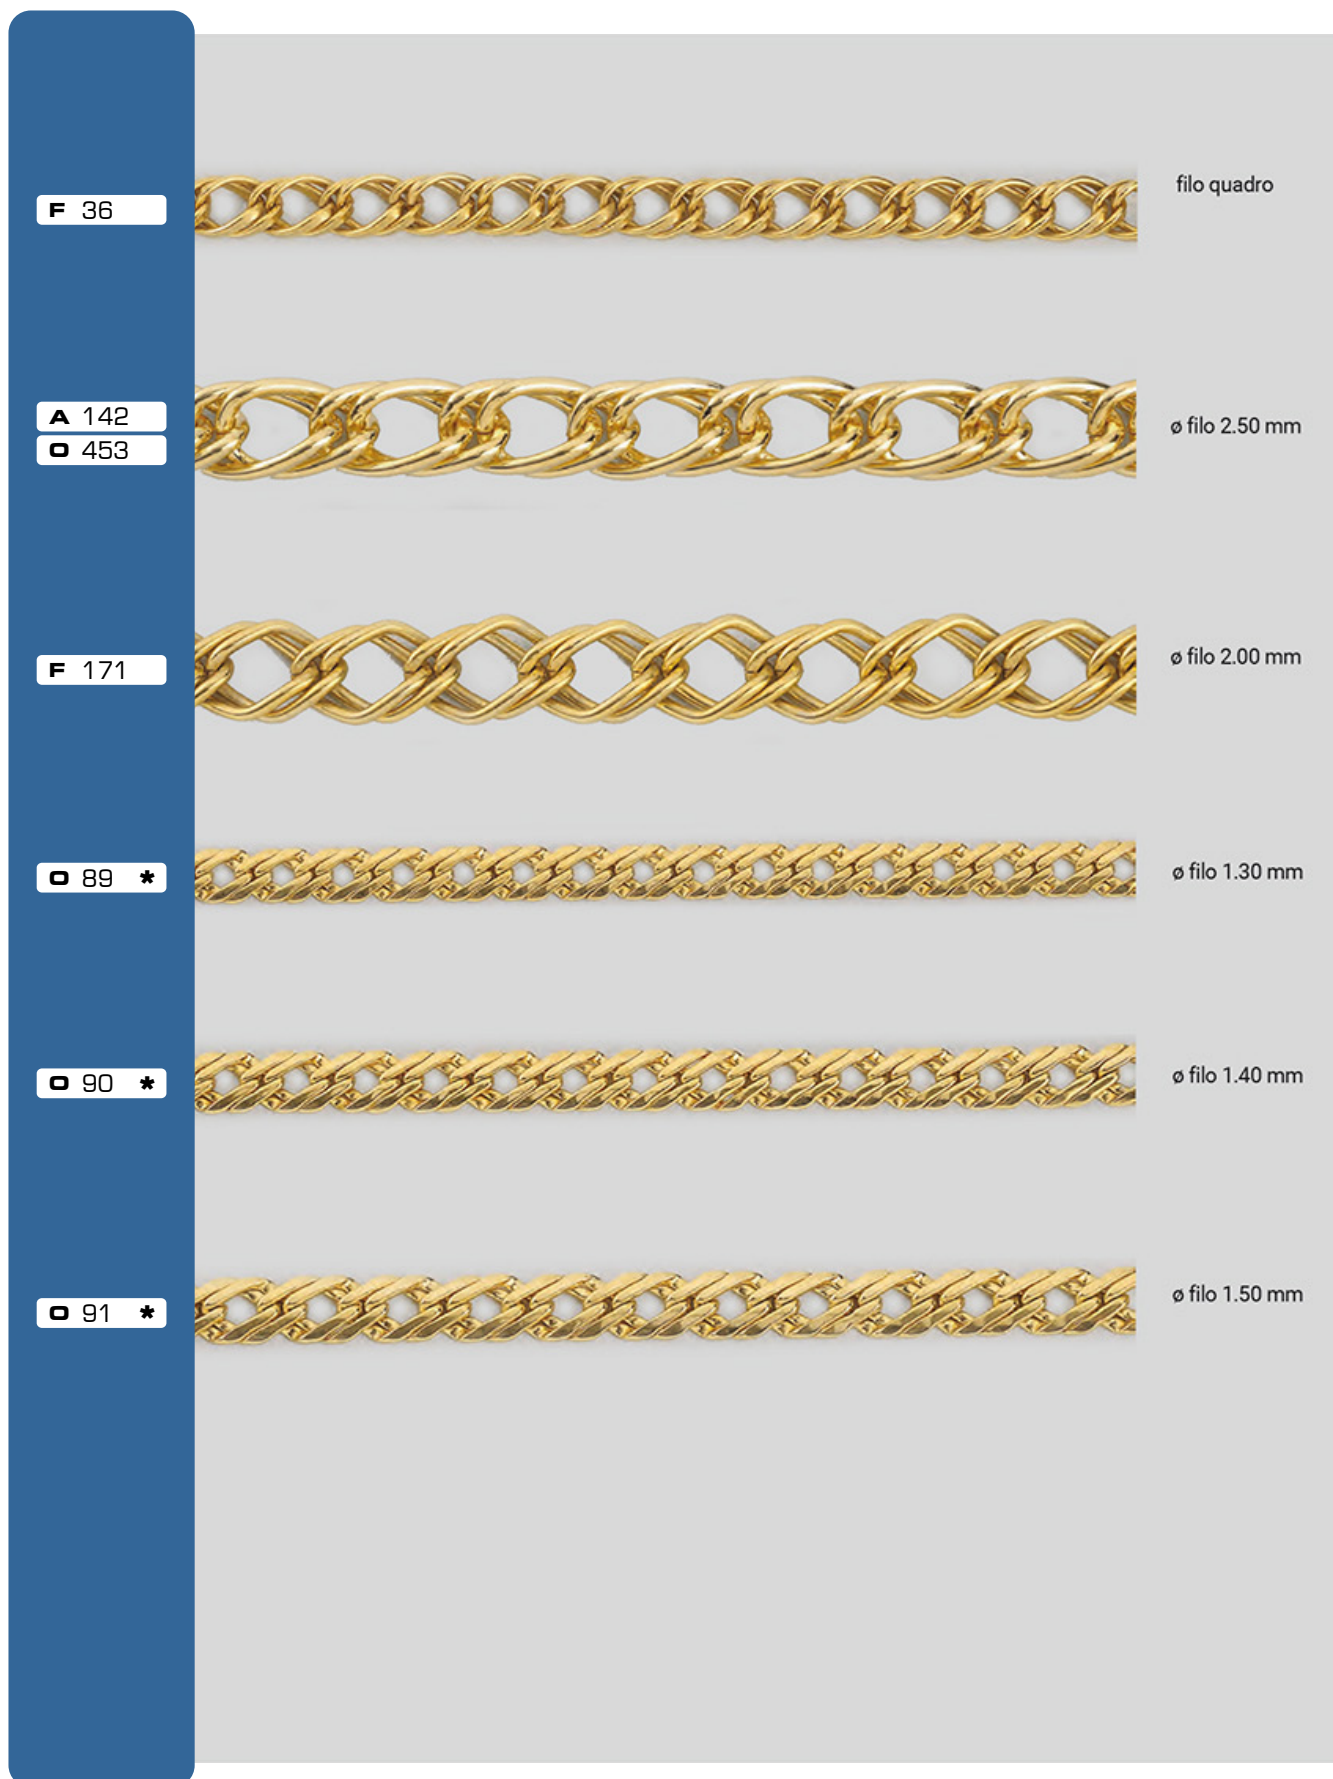 F 36
filo quadro
A 142
O 453
ø filo 2.50 mm
F 171
ø filo 2.00 mm
O 89 *
ø filo 1.30 mm
O 90 *
ø filo 1.40 mm
O 91 *
ø filo 1.50 mm